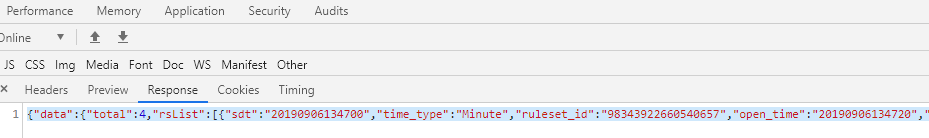 Performance Memory Application Security Audits
Online
JS CSS Img Media Font Doc WS Manifest Other
× Headers Preview Response Cookies Timing
1 {"data":{"total":4,"rsList":[{"sdt":"20190906134700","time_type":"Minute","ruleset_id":"98343922660540657","open_time":"20190906134720","